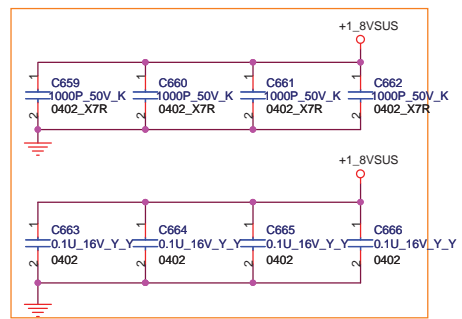 +1_8VSUS
1 C659 1 C660 1 C661 1 C662
1000P_50V_K 1000P_50V_K 1000P_50V_K 1000P_50V_K
2 0402_X7R 2 0402_X7R 2 0402_X7R 2 0402_X7R
+1_8VSUS
1 C663 1 C664 1 C665 1 C666
0.1U_16V_Y_Y 0.1U_16V_Y_Y 0.1U_16V_Y_Y 0.1U_16V_Y_Y
2 0402 2 0402 2 0402 2 0402